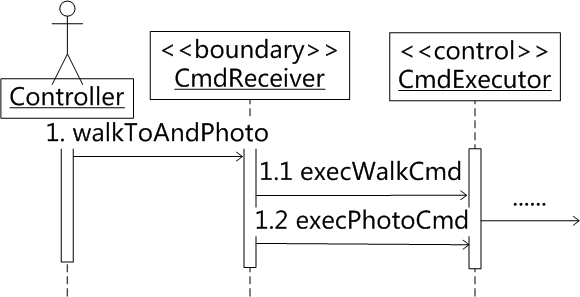 <<boundary>>
CmdReceiver
<<control>>
CmdExecutor
Controller
1. walkToAndPhoto
1.1 execWalkCmd
1.2 execPhotoCmd
......